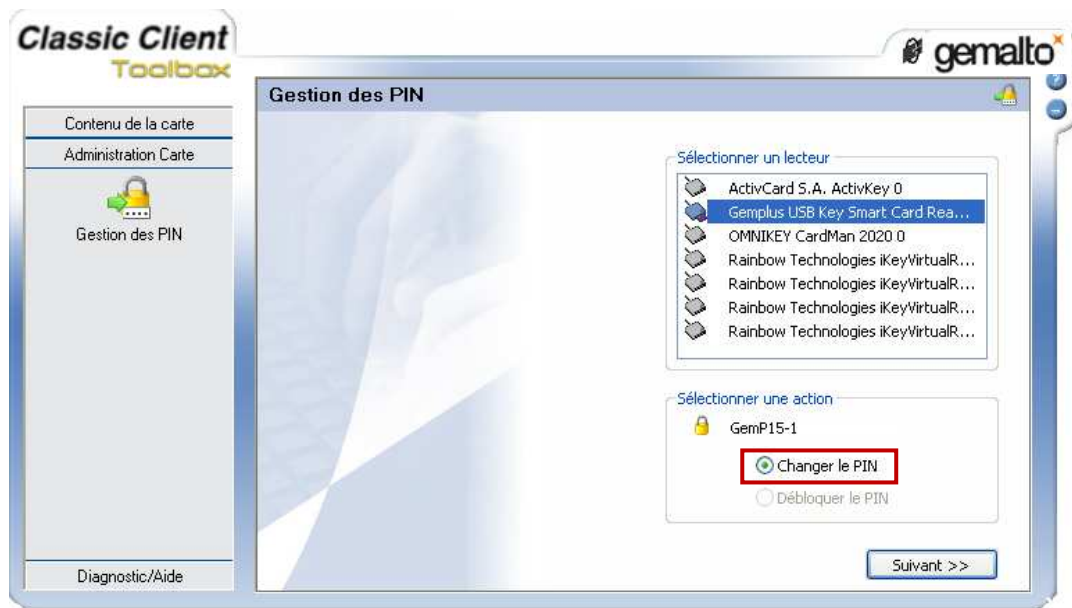 Classic Client
Toolbox
gemalto
Gestion des PIN
Contenu de la carte
Administration Carte
Gestion des PIN
Diagnostic/Aide
Sélectionner un lecteur
ActivCard S.A. ActivKey 0
Gemplus USB Key Smart Card Rea...
OMNIKEY CardMan 2020 0
Rainbow Technologies iKeyVirtualR...
Rainbow Technologies iKeyVirtualR...
Rainbow Technologies iKeyVirtualR...
Rainbow Technologies iKeyVirtualR...
Sélectionner une action
GemP15-1
Changer le PIN
Débloquer le PIN
Suivant >>